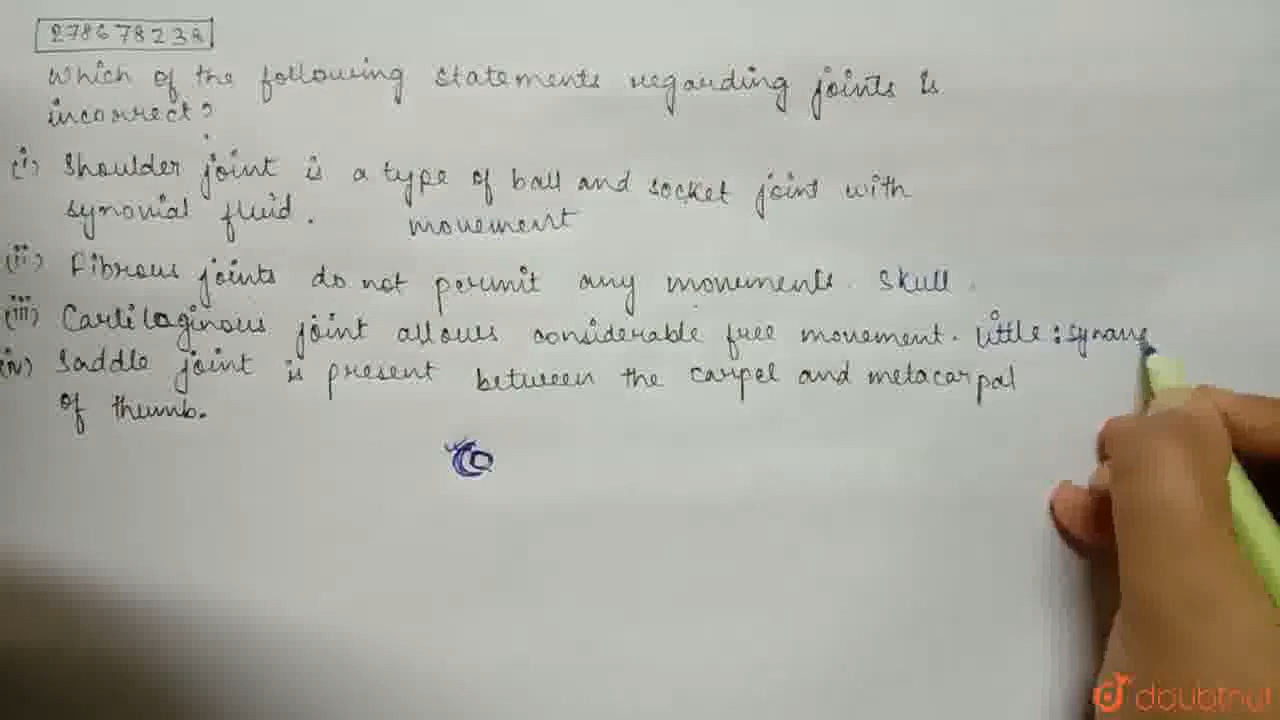 278678238
Which of the following statements regarding joints is
incorrect?
(i) Shoulder joint is a type of ball and socket joint with
synovial fluid. movement
(ii) Fibrous joints do not permit any movements. Skull.
(iii) Cartilaginous joint allows considerable free movement. little : synov
(iv) Saddle joint is present between the carpel and metacarpal
of thumb.
doubtnut